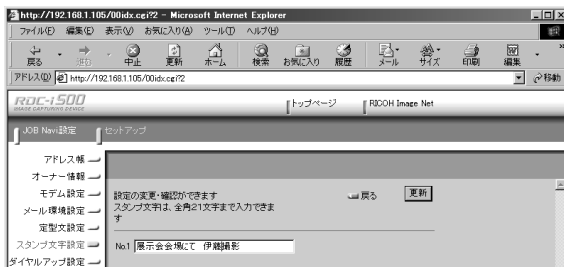 http://192.168.1.105/00idx.cgi?2 - Microsoft Internet Explorer
ファイル(F) 編集(E) 表示(V) お気に入り(A) ツール(T) ヘルプ(H)
戻る 進む 中止 更新 ホーム 検索 お気に入り 履歴 メール サイズ 印刷 編集
アドレス(D) http://192.168.1.105/00idx.cgi?2 移動
RDC-i500
IMAGE CAPTURING DEVICE
トップページ RICOH Image Net
JOB Navi設定 セットアップ
アドレス帳
オーナー情報
モデム設定
メール環境設定
定型文設定
スタンプ文字設定
ダイヤルアップ設定
設定の変更・確認ができます
スタンプ文字は、全角21文字まで入力できます
戻る 更新
No.1 展示会会場にて 伊藤撮影